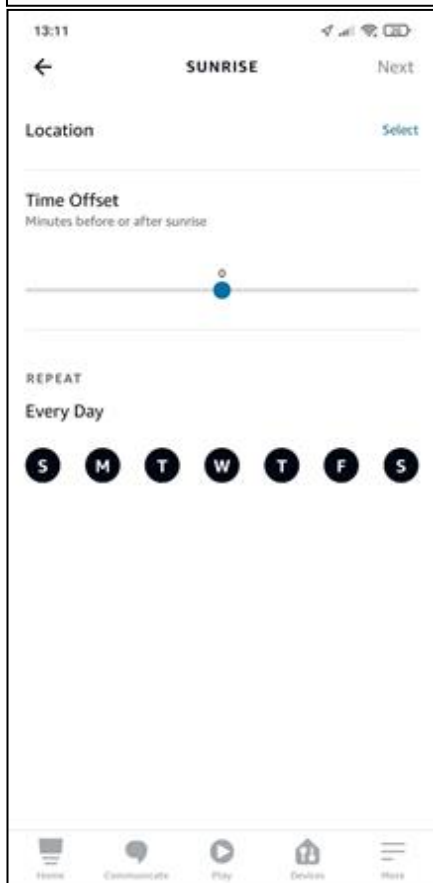 13:11
SUNRISE Next
Location Select
Time Offset
Minutes before or after sunrise
0
REPEAT
Every Day
S M T W T F S
Home Communicate Play Devices More